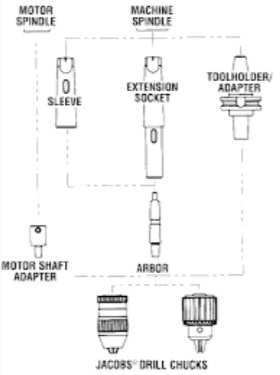 MOTOR
SPINDLE
MACHINE
SPINDLE
SLEEVE
EXTENSION
SOCKET
TOOLHOLDER/
ADAPTER
MOTOR SHAFT
ADAPTER
ARBOR
JACOBS® DRILL CHUCKS